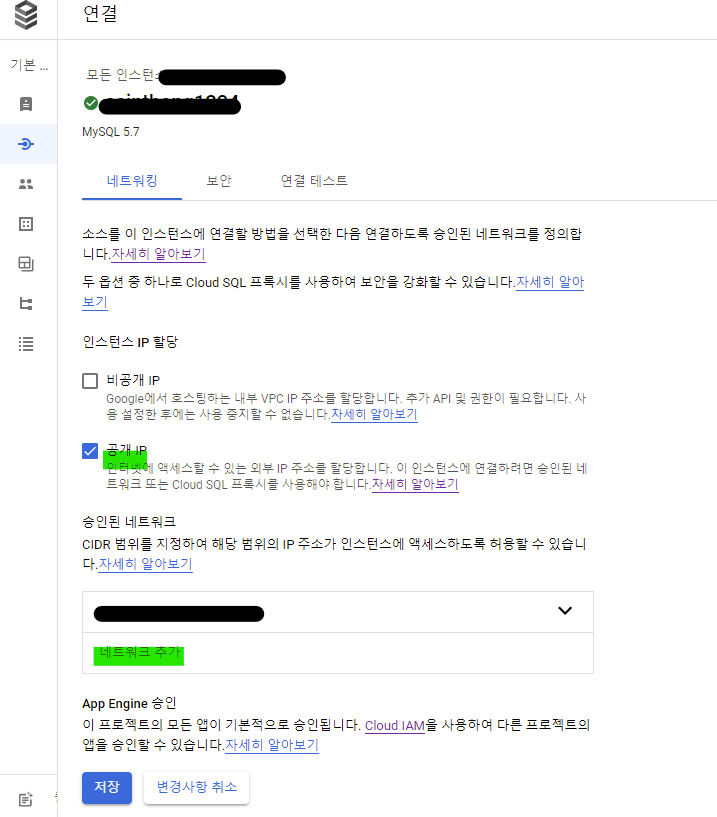 연결
기본 ...
모든 인스턴스
MySQL 5.7
네트워킹
보안
연결 테스트
소스를 이 인스턴스에 연결할 방법을 선택한 다음 연결하도록 승인된 네트워크를 정의합
니다.자세히 알아보기
두 옵션 중 하나로 Cloud SQL 프록시를 사용하여 보안을 강화할 수 있습니다.자세히 알아
보기
인스턴스 IP 할당
비공개 IP
Google에서 호스팅하는 내부 VPC IP 주소를 할당합니다. 추가 API 및 권한이 필요합니다. 사
용 설정한 후에는 사용 중지할 수 없습니다.자세히 알아보기
공개 IP
인터넷에 액세스할 수 있는 외부 IP 주소를 할당합니다. 이 인스턴스에 연결하려면 승인된 네
트워크 또는 Cloud SQL 프록시를 사용해야 합니다.자세히 알아보기
승인된 네트워크
CIDR 범위를 지정하여 해당 범위의 IP 주소가 인스턴스에 액세스하도록 허용할 수 있습니
다.자세히 알아보기
네트워크 추가
App Engine 승인
이 프로젝트의 모든 앱이 기본적으로 승인됩니다. Cloud IAM을 사용하여 다른 프로젝트의
앱을 승인할 수 있습니다.자세히 알아보기
저장
변경사항 취소